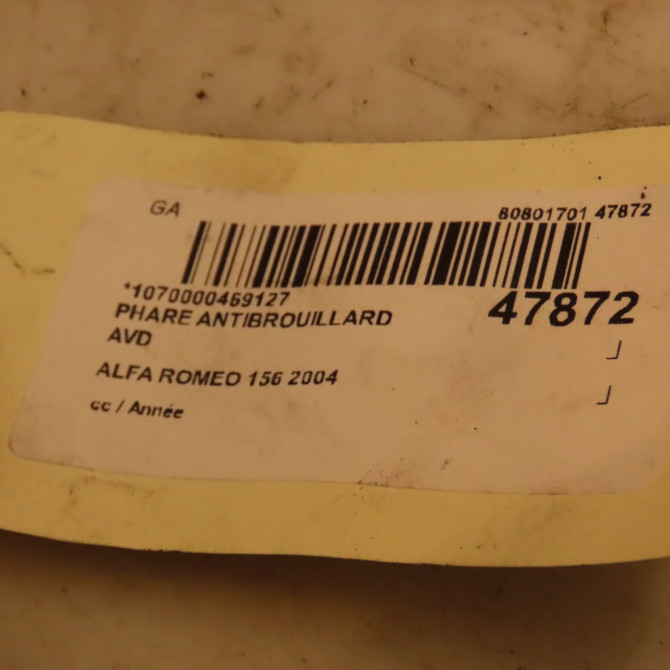 GA 80801701 47872
*1070000469127
PHARE ANTIBROUILLARD 47872
AVD
ALFA ROMEO 156 2004
cc / Année